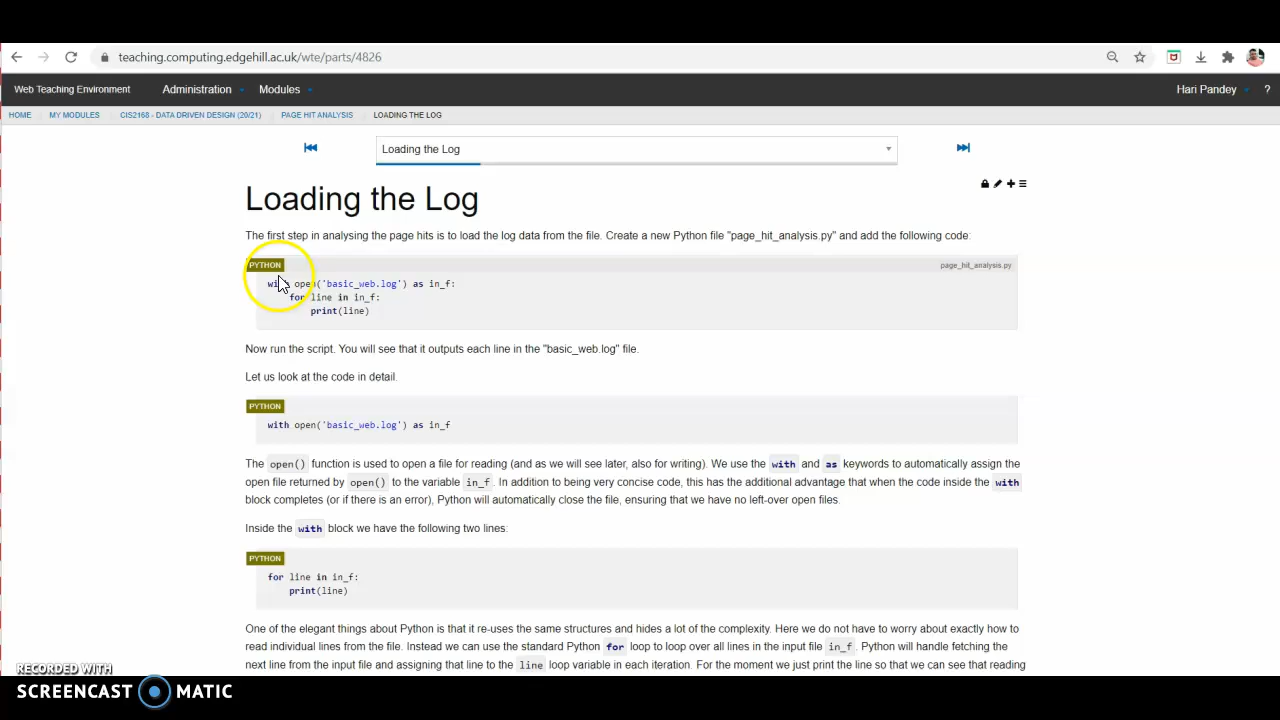 teaching.computing.edgehill.ac.uk/wte/parts/4826
Web Teaching Environment Administration Modules Hari Pandey ?
HOME MY MODULES CIS2168 - DATA DRIVEN DESIGN (20/21) PAGE HIT ANALYSIS LOADING THE LOG
Loading the Log
Loading the Log
The first step in analysing the page hits is to load the log data from the file. Create a new Python file "page_hit_analysis.py" and add the following code:
PYTHON page_hit_analysis.py
with open('basic_web.log') as in_f:
for line in in_f:
print(line)
Now run the script. You will see that it outputs each line in the "basic_web.log" file.
Let us look at the code in detail.
PYTHON
with open('basic_web.log') as in_f
The open() function is used to open a file for reading (and as we will see later, also for writing). We use the with and as keywords to automatically assign the
open file returned by open() to the variable in_f. In addition to being very concise code, this has the additional advantage that when the code inside the with
block completes (or if there is an error), Python will automatically close the file, ensuring that we have no left-over open files.
Inside the with block we have the following two lines:
PYTHON
for line in in_f:
print(line)
One of the elegant things about Python is that it re-uses the same structures and hides a lot of the complexity. Here we do not have to worry about exactly how to
read individual lines from the file. Instead we can use the standard Python for loop to loop over all lines in the input file in_f. Python will handle fetching the
next line from the input file and assigning that line to the line loop variable in each iteration. For the moment we just print the line so that we can see that reading
RECORDED WITH
SCREENCAST MATIC